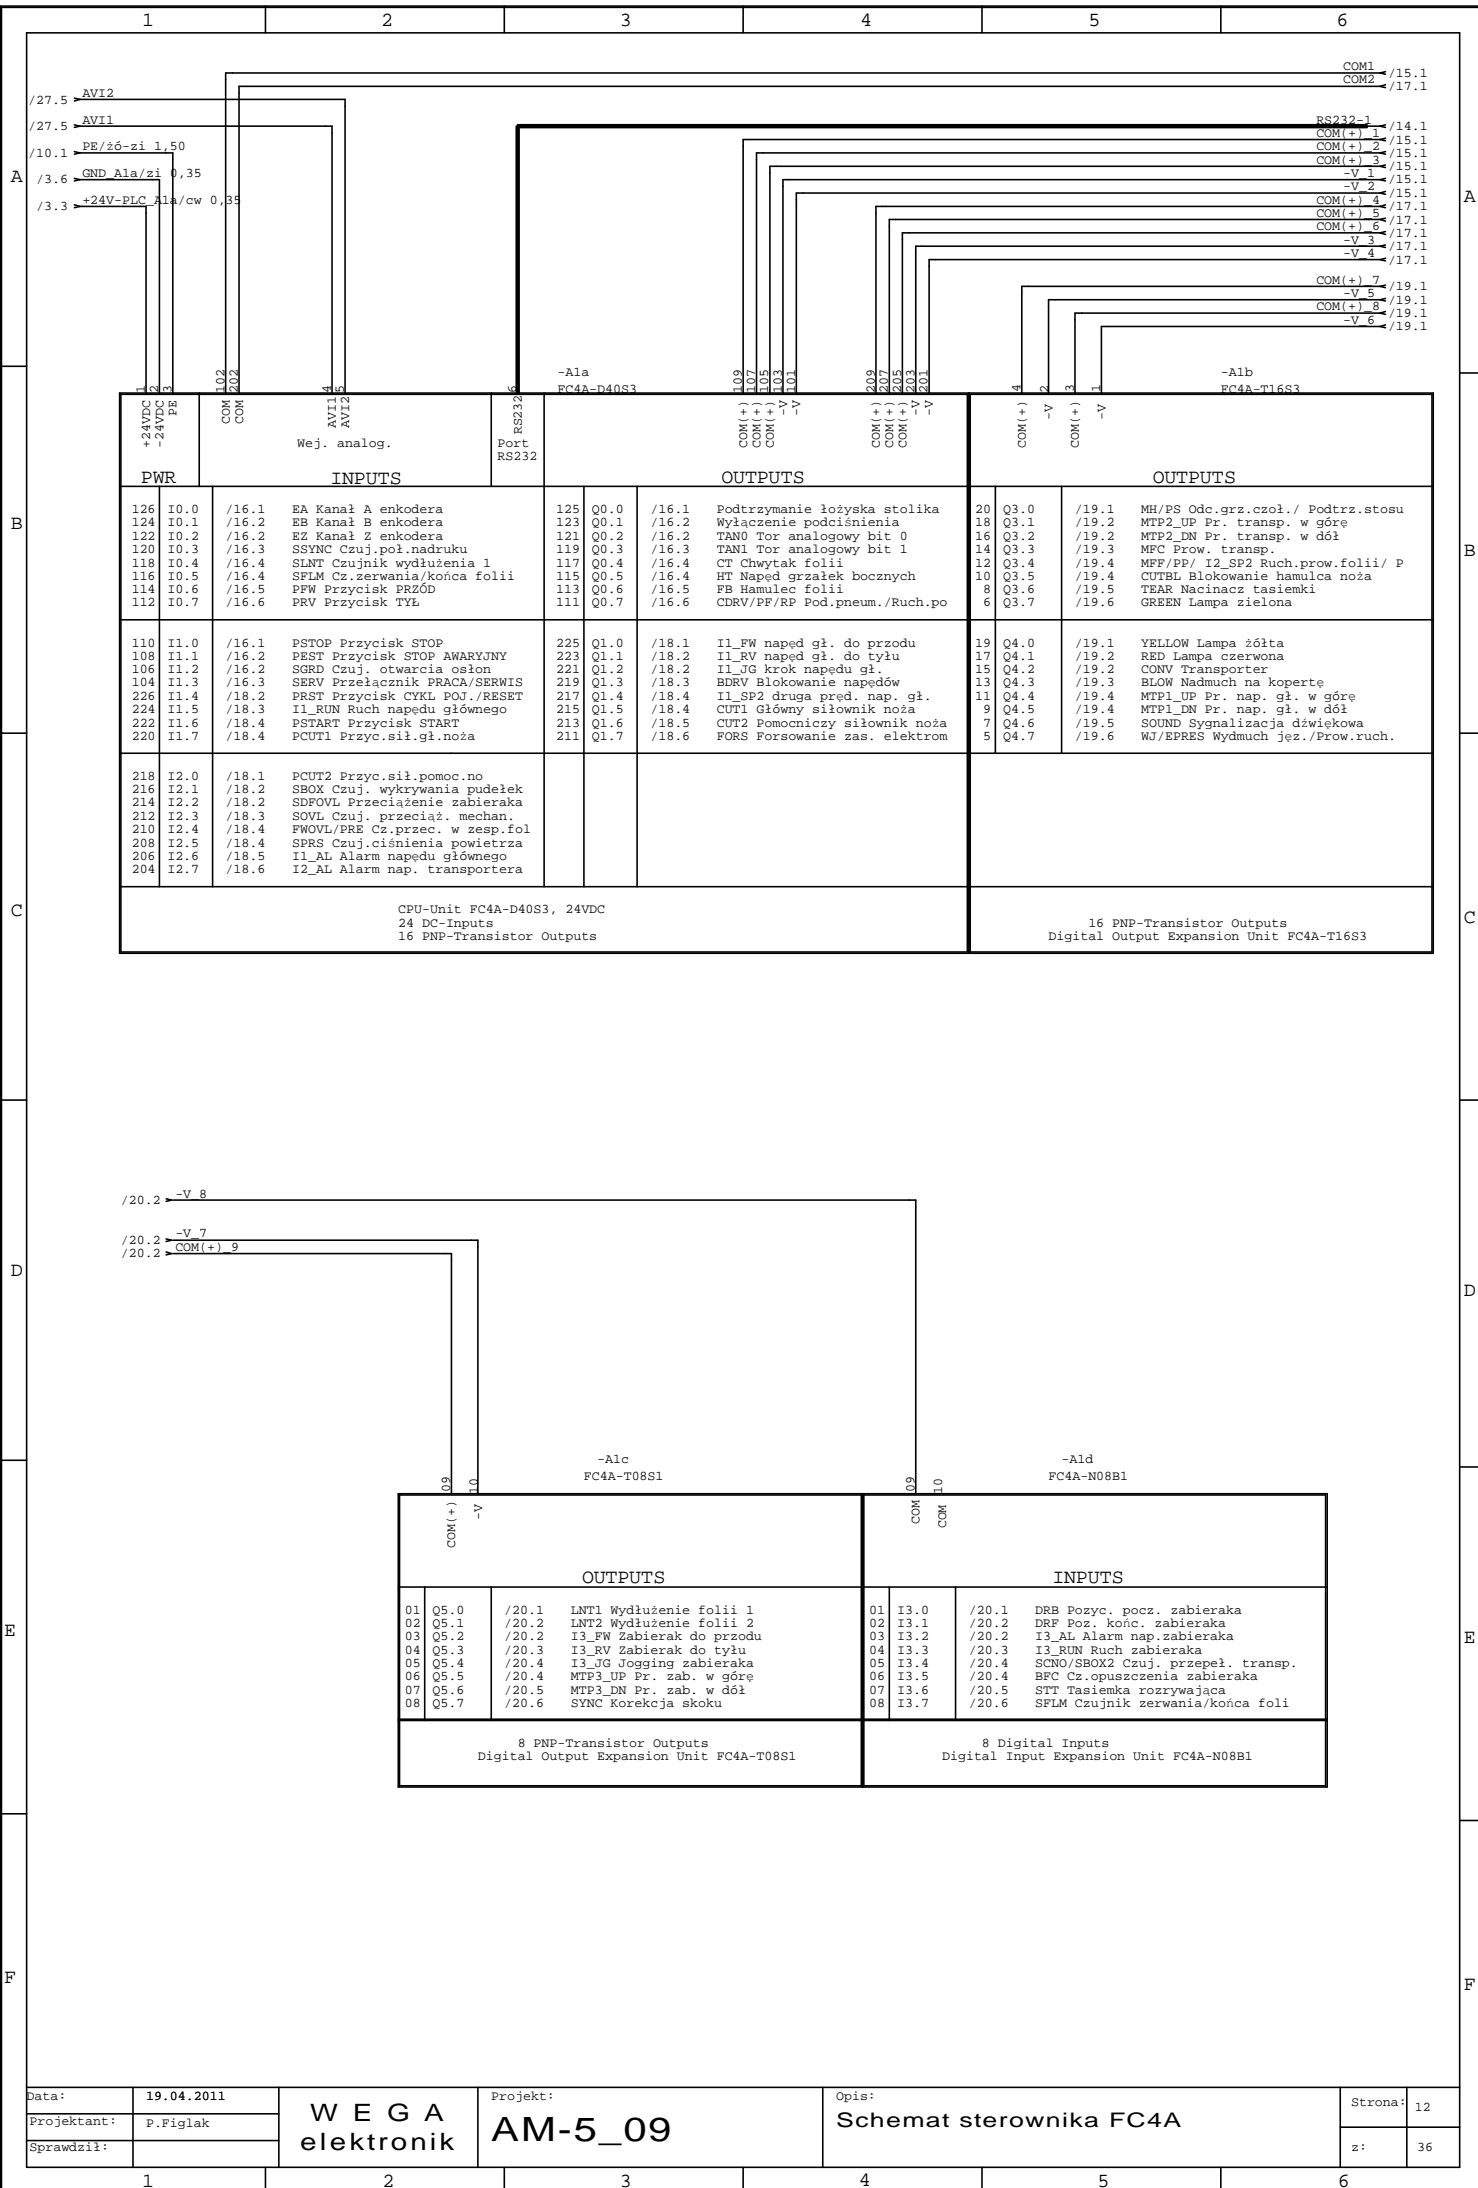 1 2 3 4 5 6
COM1 /15.1
COM2 /17.1
/27.5 AVI2
/27.5 AVI1
RS232-1 /14.1
COM(+)_1 /15.1
/10.1 PE/żó-zi 1,50
COM(+)_2 /15.1
COM(+)_3 /15.1
A
/3.6 GND_A1a/zi 0,35
-V_1 /15.1
A
-V_2 /15.1
/3.3 +24V-PLC_A1a/cw 0,35
COM(+)_4 /17.1
COM(+)_5 /17.1
COM(+)_6 /17.1
-V_3 /17.1
-V_4 /17.1
COM(+)_7 /19.1
-V_5 /19.1
COM(+)_8 /19.1
-V_6 /19.1
-A1a
FC4A-D40S3
-A1b
FC4A-T16S3
1 2 3 102 202 4 5 6 109 107 105 103 101 209 207 205 203 201 4 2 3 1
+24VDC -24VDC PE COM COM AVI1 AVI2 RS232 COM(+) COM(+) COM(+) -V -V COM(+) COM(+) COM(+) -V -V COM(+) -V COM(+) -V
Wej. analog.
Port
RS232
PWR INPUTS OUTPUTS OUTPUTS
B
B
126 I0.0 /16.1 EA Kanał A enkodera
124 I0.1 /16.2 EB Kanał B enkodera
122 I0.2 /16.2 EZ Kanał Z enkodera
120 I0.3 /16.3 SSYNC Czuj.poł.nadruku
118 I0.4 /16.4 SLNT Czujnik wydłużenia 1
116 I0.5 /16.4 SFLM Cz.zerwania/końca folii
114 I0.6 /16.5 PFW Przycisk PRZÓD
112 I0.7 /16.6 PRV Przycisk TYŁ
110 I1.0 /16.1 PSTOP Przycisk STOP
108 I1.1 /16.2 PEST Przycisk STOP AWARYJNY
106 I1.2 /16.2 SGRD Czuj. otwarcia osłon
104 I1.3 /16.3 SERV Przełącznik PRACA/SERWIS
226 I1.4 /18.2 PRST Przycisk CYKL POJ./RESET
224 I1.5 /18.3 I1_RUN Ruch napędu głównego
222 I1.6 /18.4 PSTART Przycisk START
220 I1.7 /18.4 PCUT1 Przyc.sił.gł.noża
218 I2.0 /18.1 PCUT2 Przyc.sił.pomoc.no
216 I2.1 /18.2 SBOX Czuj. wykrywania pudełek
214 I2.2 /18.2 SDFOVL Przeciążenie zabieraka
212 I2.3 /18.3 SOVL Czuj. przeciąż. mechan.
210 I2.4 /18.4 FWOVL/PRE Cz.przec. w zesp.fol
208 I2.5 /18.4 SPRS Czuj.ciśnienia powietrza
206 I2.6 /18.5 I1_AL Alarm napędu głównego
204 I2.7 /18.6 I2_AL Alarm nap. transportera
125 Q0.0 /16.1 Podtrzymanie łożyska stolika
123 Q0.1 /16.2 Wyłączenie podciśnienia
121 Q0.2 /16.2 TAN0 Tor analogowy bit 0
119 Q0.3 /16.3 TAN1 Tor analogowy bit 1
117 Q0.4 /16.4 CT Chwytak folii
115 Q0.5 /16.4 HT Napęd grzałek bocznych
113 Q0.6 /16.5 FB Hamulec folii
111 Q0.7 /16.6 CDRV/PF/RP Pod.pneum./Ruch.po
225 Q1.0 /18.1 I1_FW napęd gł. do przodu
223 Q1.1 /18.2 I1_RV napęd gł. do tyłu
221 Q1.2 /18.2 I1_JG krok napędu gł.
219 Q1.3 /18.3 BDRV Blokowanie napędów
217 Q1.4 /18.4 I1_SP2 druga pręd. nap. gł.
215 Q1.5 /18.4 CUT1 Główny siłownik noża
213 Q1.6 /18.5 CUT2 Pomocniczy siłownik noża
211 Q1.7 /18.6 FORS Forsowanie zas. elektrom
20 Q3.0 /19.1 MH/PS Odc.grz.czoł./ Podtrz.stosu
18 Q3.1 /19.2 MTP2_UP Pr. transp. w górę
16 Q3.2 /19.2 MTP2_DN Pr. transp. w dół
14 Q3.3 /19.3 MFC Prow. transp.
12 Q3.4 /19.4 MFF/PP/ I2_SP2 Ruch.prow.folii/ P
10 Q3.5 /19.4 CUTBL Blokowanie hamulca noża
8 Q3.6 /19.5 TEAR Nacinacz tasiemki
6 Q3.7 /19.6 GREEN Lampa zielona
19 Q4.0 /19.1 YELLOW Lampa żółta
17 Q4.1 /19.2 RED Lampa czerwona
15 Q4.2 /19.2 CONV Transporter
13 Q4.3 /19.3 BLOW Nadmuch na kopertę
11 Q4.4 /19.4 MTP1_UP Pr. nap. gł. w górę
9 Q4.5 /19.4 MTP1_DN Pr. nap. gł. w dół
7 Q4.6 /19.5 SOUND Sygnalizacja dźwiękowa
5 Q4.7 /19.6 WJ/EPRES Wydmuch jęz./Prow.ruch.
C
CPU-Unit FC4A-D40S3, 24VDC
24 DC-Inputs
16 PNP-Transistor Outputs
16 PNP-Transistor Outputs
Digital Output Expansion Unit FC4A-T16S3
C
/20.2 -V_8
/20.2 -V_7
/20.2 COM(+)_9
D
D
-A1c
FC4A-T08S1
-A1d
FC4A-N08B1
09 10 09 10
COM(+) -V COM COM
OUTPUTS INPUTS
E
E
01 Q5.0 /20.1 LNT1 Wydłużenie folii 1
02 Q5.1 /20.2 LNT2 Wydłużenie folii 2
03 Q5.2 /20.2 I3_FW Zabierak do przodu
04 Q5.3 /20.3 I3_RV Zabierak do tyłu
05 Q5.4 /20.4 I3_JG Jogging zabieraka
06 Q5.5 /20.4 MTP3_UP Pr. zab. w górę
07 Q5.6 /20.5 MTP3_DN Pr. zab. w dół
08 Q5.7 /20.6 SYNC Korekcja skoku
01 I3.0 /20.1 DRB Pozyc. pocz. zabieraka
02 I3.1 /20.2 DRF Poz. końc. zabieraka
03 I3.2 /20.2 I3_AL Alarm nap.zabieraka
04 I3.3 /20.3 I3_RUN Ruch zabieraka
05 I3.4 /20.4 SCNO/SBOX2 Czuj. przepeł. transp.
06 I3.5 /20.4 BFC Cz.opuszczenia zabieraka
07 I3.6 /20.5 STT Tasiemka rozrywająca
08 I3.7 /20.6 SFLM Czujnik zerwania/końca foli
8 PNP-Transistor Outputs
Digital Output Expansion Unit FC4A-T08S1
8 Digital Inputs
Digital Input Expansion Unit FC4A-N08B1
F
F
Data: 19.04.2011
Projektant: P.Figlak
Sprawdził:
W E G A
elektronik
Projekt:
AM-5_09
Opis:
Schemat sterownika FC4A
Strona: 12
z: 36
1 2 3 4 5 6